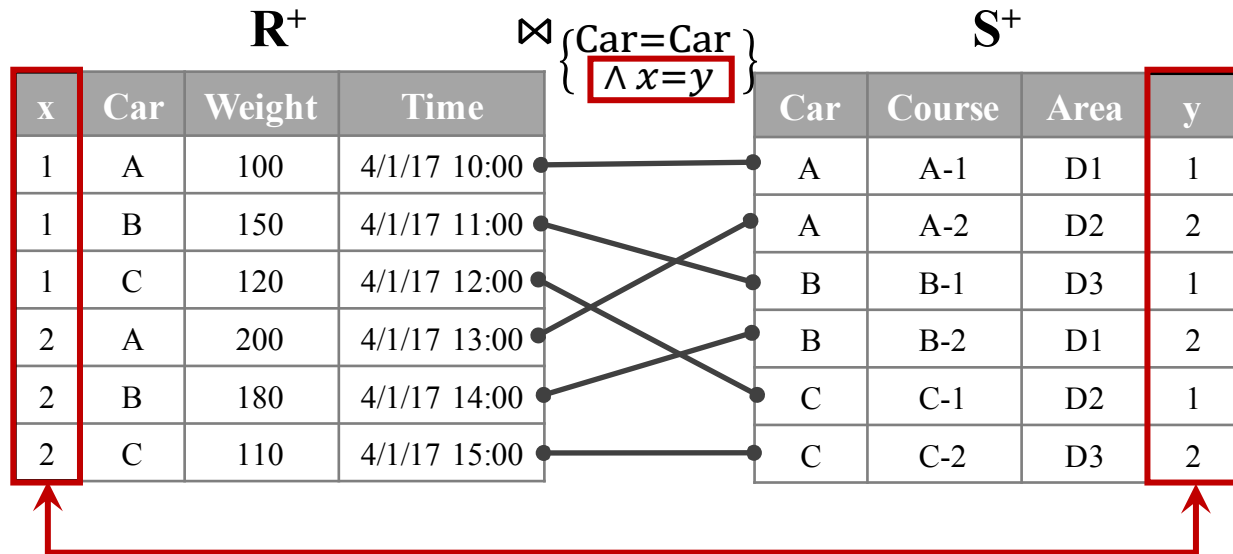 R⁺ ⋈ {Car=Car S⁺
∧ x=y}
x Car Weight Time Car Course Area y
1 A 100 4/1/17 10:00 A A-1 D1 1
1 B 150 4/1/17 11:00 A A-2 D2 2
1 C 120 4/1/17 12:00 B B-1 D3 1
2 A 200 4/1/17 13:00 B B-2 D1 2
2 B 180 4/1/17 14:00 C C-1 D2 1
2 C 110 4/1/17 15:00 C C-2 D3 2